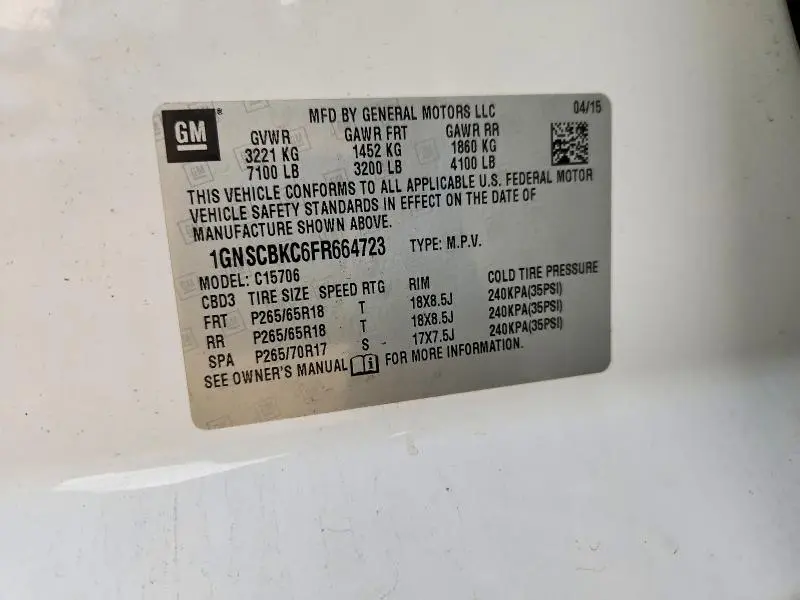 GM
MFD BY GENERAL MOTORS LLC 04/15
GVWR GAWR FRT GAWR RR
3221 KG 1452 KG 1860 KG
7100 LB 3200 LB 4100 LB
THIS VEHICLE CONFORMS TO ALL APPLICABLE U.S. FEDERAL MOTOR
VEHICLE SAFETY STANDARDS IN EFFECT ON THE DATE OF
MANUFACTURE SHOWN ABOVE.
1GNSCBKC6FR664723 TYPE: M.P.V.
MODEL: C15706
CBD3 TIRE SIZE SPEED RTG RIM COLD TIRE PRESSURE
FRT P265/65R18 T 18X8.5J 240KPA(35PSI)
RR P265/65R18 T 18X8.5J 240KPA(35PSI)
SPA P265/70R17 S - 17X7.5J 240KPA(35PSI)
SEE OWNER'S MANUAL FOR MORE INFORMATION.